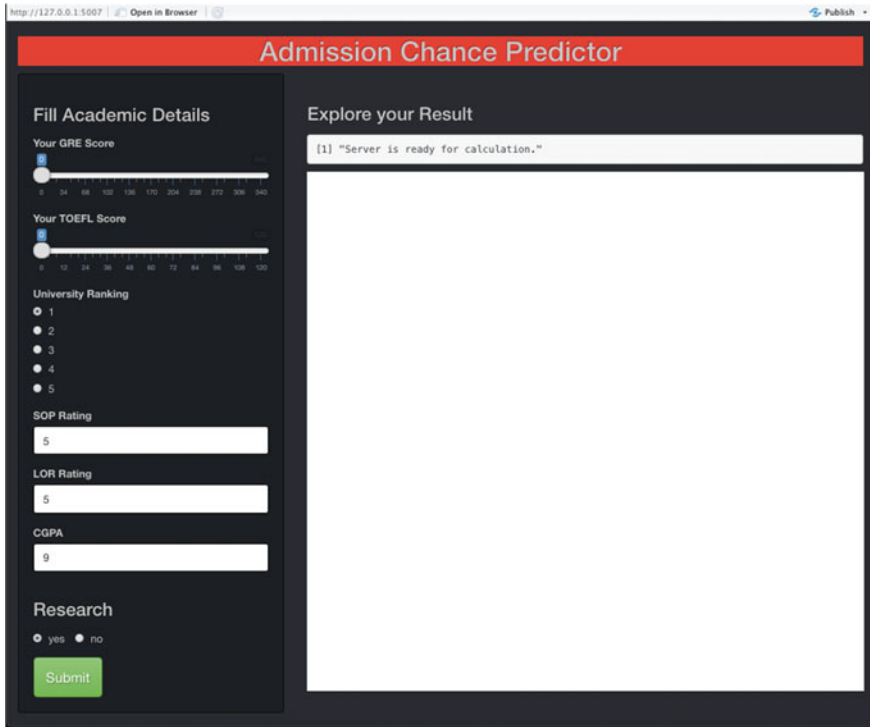 http://127.0.0.1:5007 Open in Browser Publish
Admission Chance Predictor
Fill Academic Details
Your GRE Score
0 340
0 34 68 102 136 170 204 238 272 306 340
Your TOEFL Score
0 120
0 12 24 36 48 60 72 84 96 108 120
University Ranking
1
2
3
4
5
SOP Rating
5
LOR Rating
5
CGPA
9
Research
yes no
Submit
Explore your Result
[1] "Server is ready for calculation."